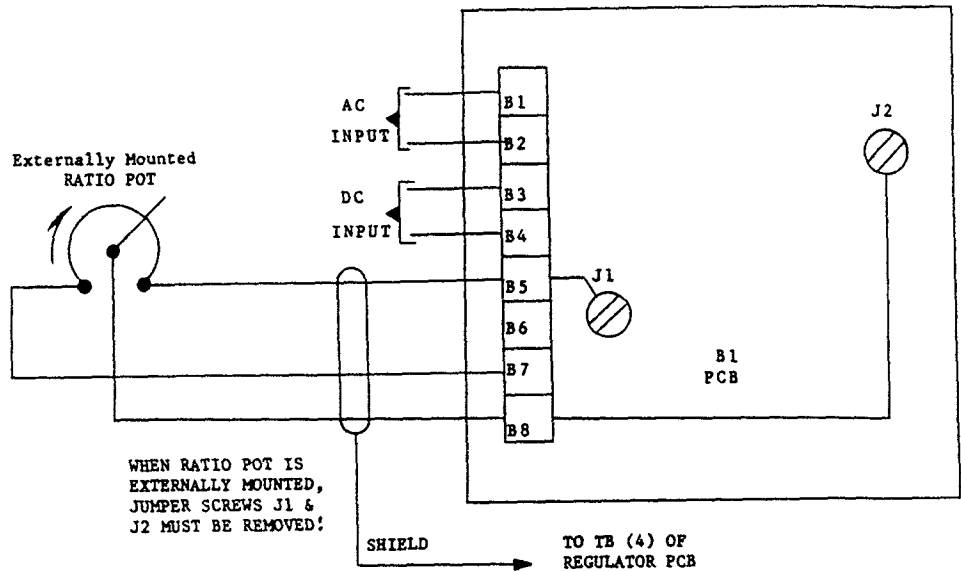 AC
INPUT
DC
INPUT
Externally Mounted
RATIO POT
B1
B2
B3
B4
B5
B6
B7
B8
J1
J2
B1
PCB
WHEN RATIO POT IS
EXTERNALLY MOUNTED,
JUMPER SCREWS J1 &
J2 MUST BE REMOVED!
SHIELD
TO TB (4) OF
REGULATOR PCB